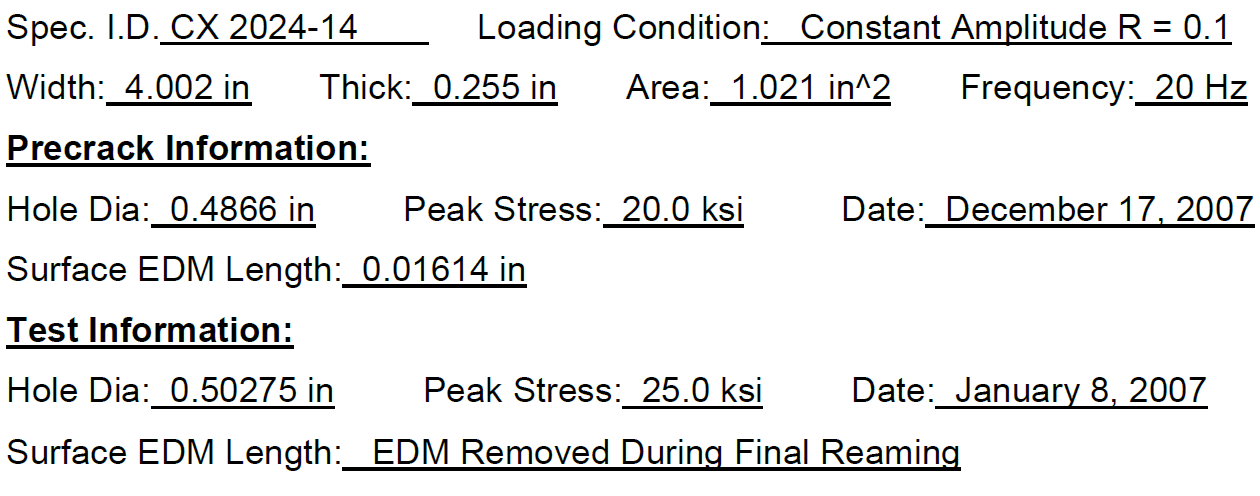 Spec. I.D. CX 2024-14 Loading Condition: Constant Amplitude R = 0.1
Width: 4.002 in Thick: 0.255 in Area: 1.021 in^2 Frequency: 20 Hz
Precrack Information:
Hole Dia: 0.4866 in Peak Stress: 20.0 ksi Date: December 17, 2007
Surface EDM Length: 0.01614 in
Test Information:
Hole Dia: 0.50275 in Peak Stress: 25.0 ksi Date: January 8, 2007
Surface EDM Length: EDM Removed During Final Reaming